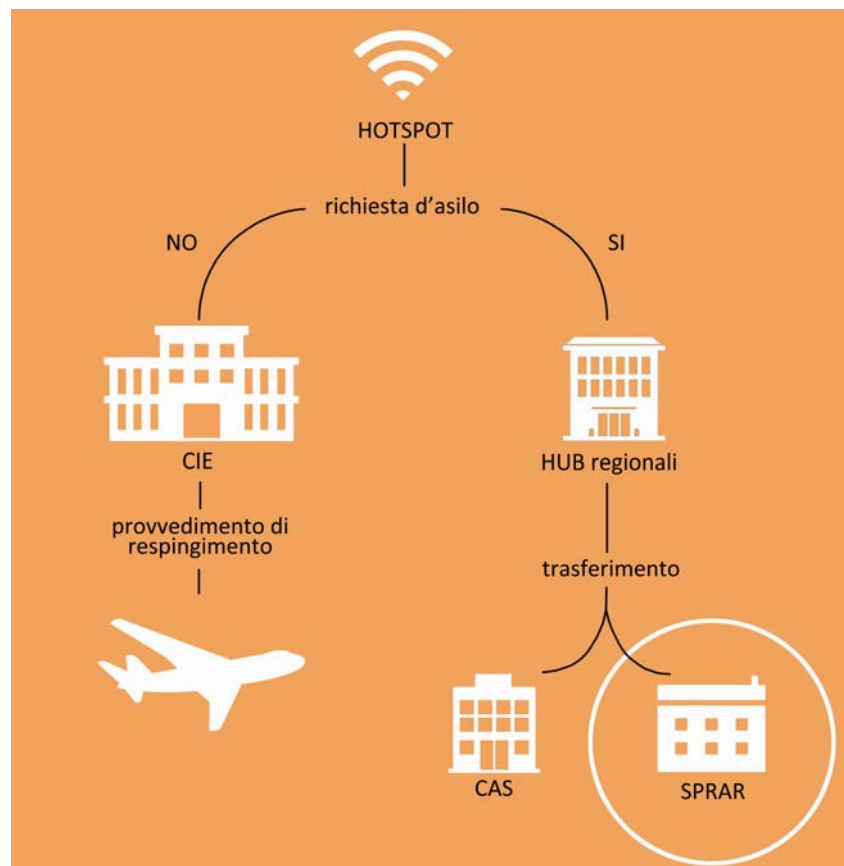 HOTSPOT
richiesta d'asilo
NO
SI
CIE
HUB regionali
provvedimento di
respingimento
trasferimento
CAS
SPRAR